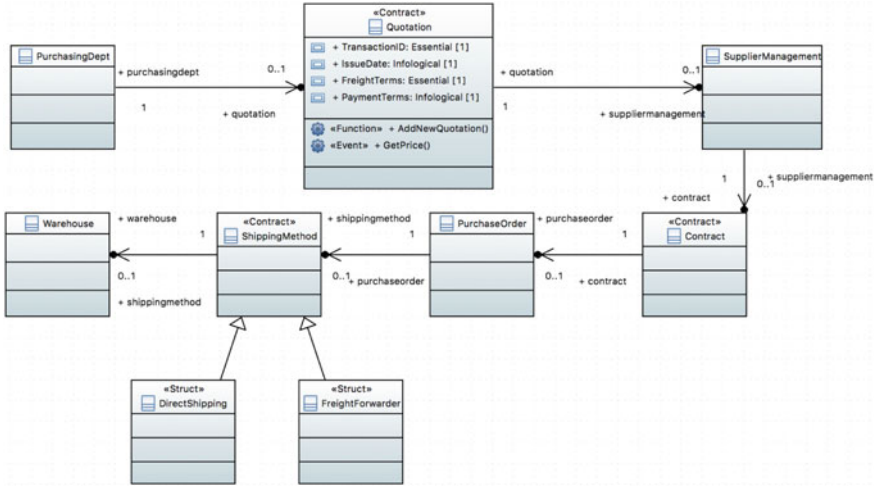 «Contract»
Quotation
+ TransactionID: Essential [1]
+ IssueDate: Infological [1]
+ FreightTerms: Essential [1]
+ PaymentTerms: Infological [1]
«Function» + AddNewQuotation()
«Event» + GetPrice()
PurchasingDept
+ purchasingdept
0..1
1
+ quotation
+ quotation
0..1
1
+ suppliermanagement
SupplierManagement
1
0..1
+ suppliermanagement
+ contract
Warehouse
+ warehouse
1
0..1
+ shippingmethod
«Contract»
ShippingMethod
+ shippingmethod
1
0..1
+ purchaseorder
PurchaseOrder
+ purchaseorder
1
0..1
+ contract
«Contract»
Contract
«Struct»
DirectShipping
«Struct»
FreightForwarder